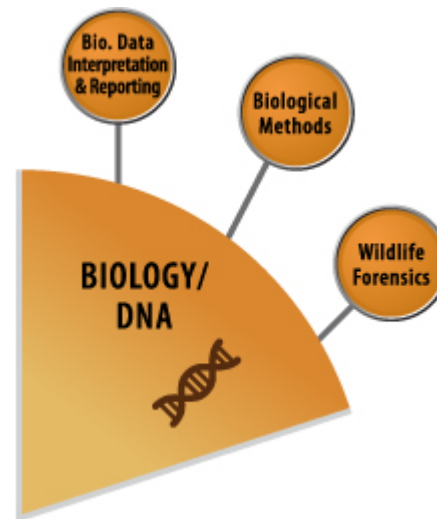 Bio. Data
Interpretation
& Reporting
Biological
Methods
Wildlife
Forensics
BIOLOGY/
DNA